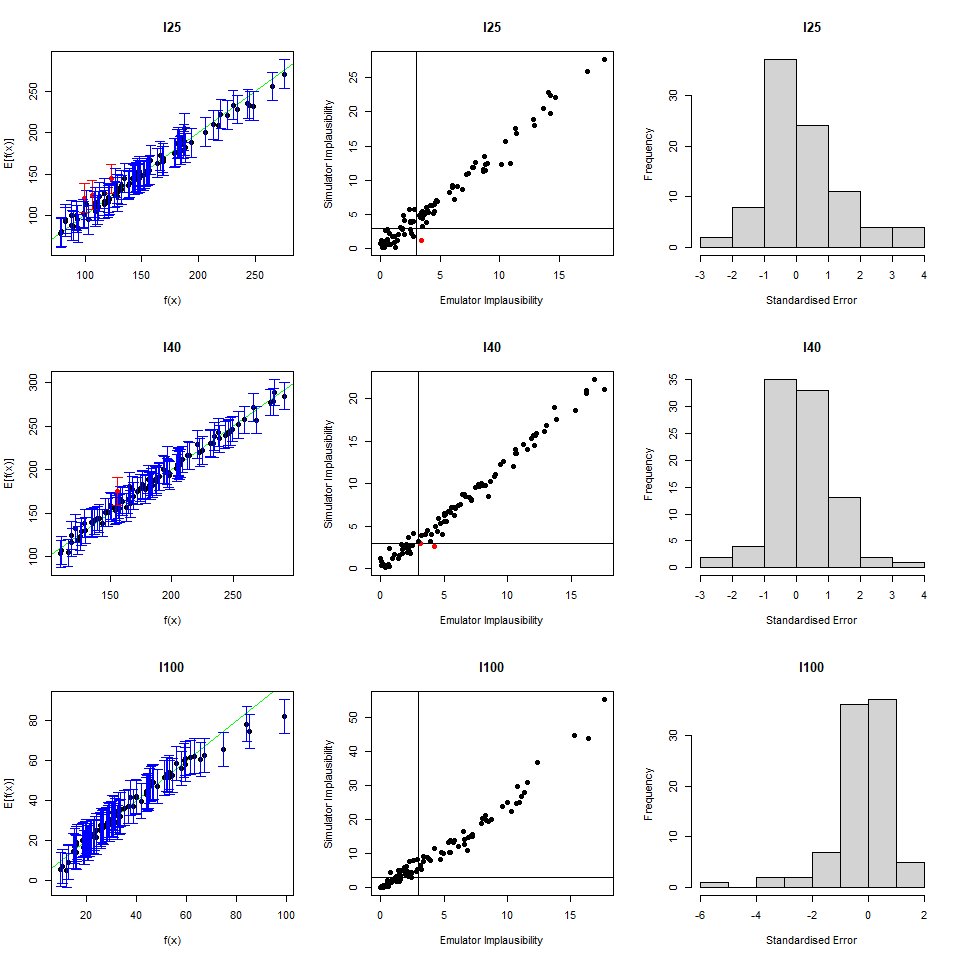 I25
I25
I25
E[f(x)]
100 150 200 250
100 150 200 250
f(x)
Simulator Implausibility
0 5 10 15 20 25
0 5 10 15
Emulator Implausibility
Frequency
0 10 30
-3 -2 -1 0 1 2 3 4
Standardised Error
I40
I40
I40
E[f(x)]
100 150 200 250 300
150 200 250
f(x)
Simulator Implausibility
0 5 10 15 20
0 5 10 15
Emulator Implausibility
Frequency
0 5 15 25 35
-3 -2 -1 0 1 2 3 4
Standardised Error
I100
I100
I100
E[f(x)]
0 20 40 60 80
20 40 60 80 100
f(x)
Simulator Implausibility
0 10 20 30 40 50
0 5 10 15
Emulator Implausibility
Frequency
0 10 30
-6 -4 -2 0 2
Standardised Error